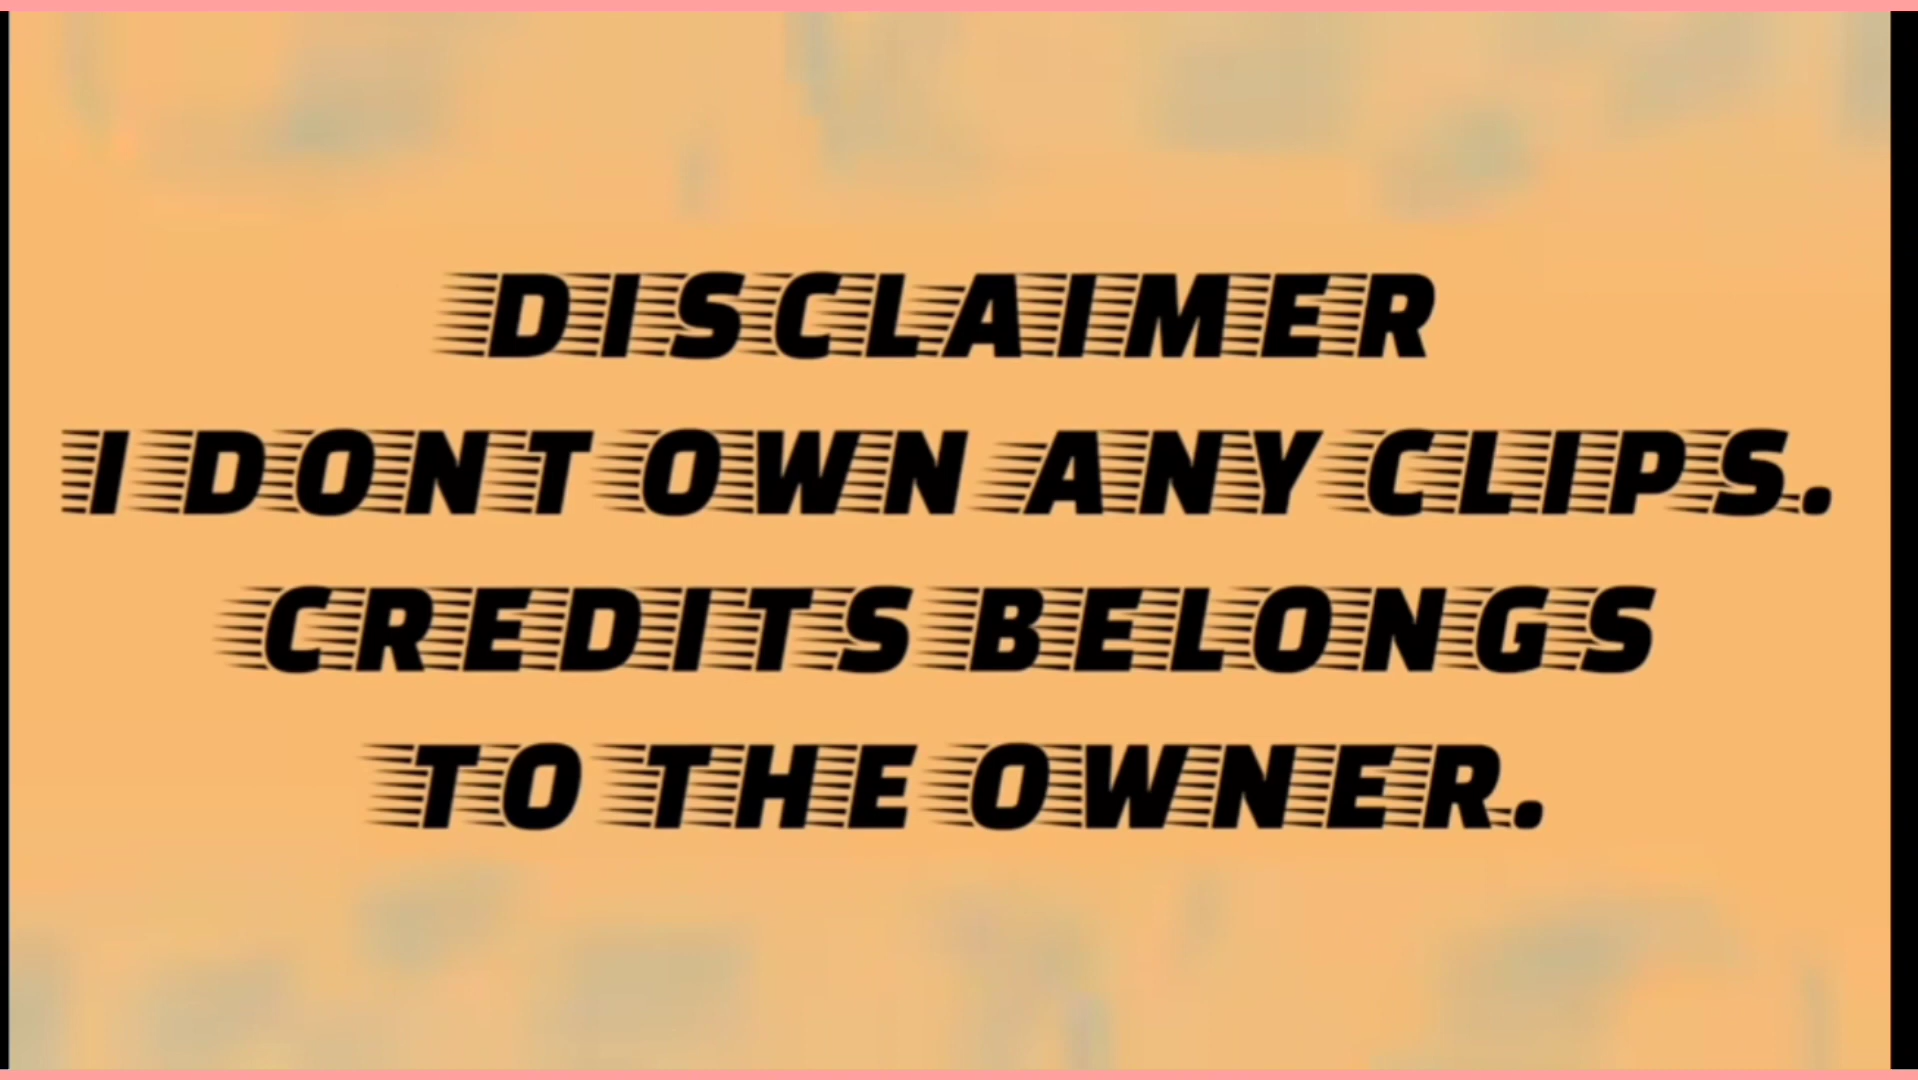 DISCLAIMER
I DONT OWN ANY CLIPS.
CREDITS BELONGS
TO THE OWNER.